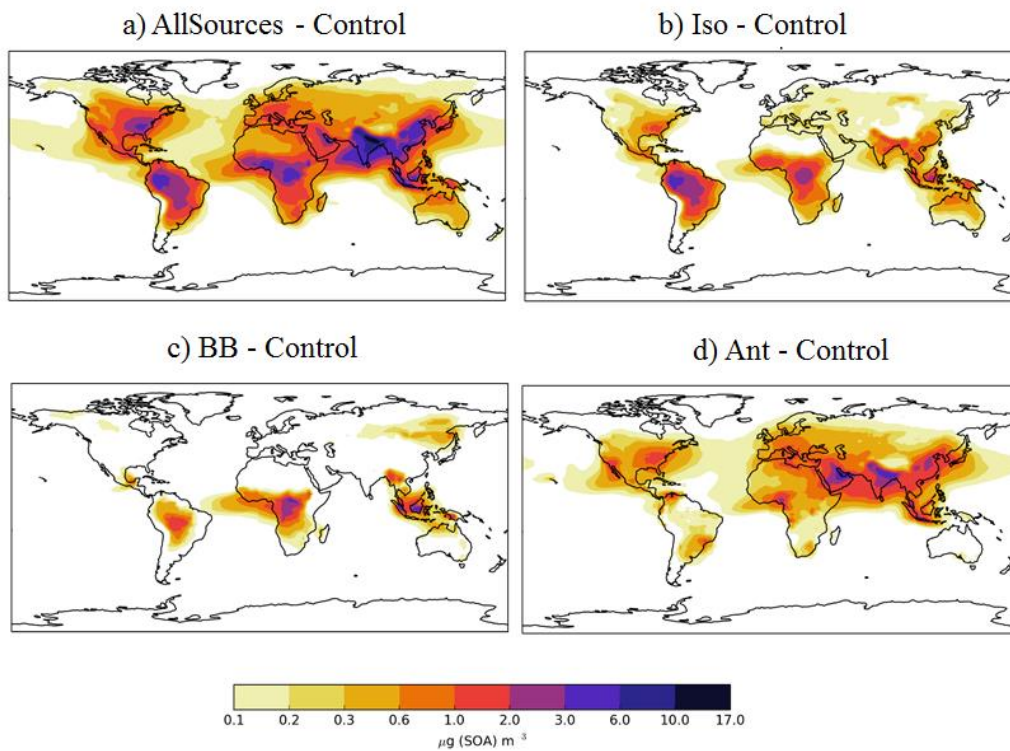 a) AllSources - Control
b) Iso - Control
c) BB - Control
d) Ant - Control
0.1 0.2 0.3 0.6 1.0 2.0 3.0 6.0 10.0 17.0
μg (SOA) m ⁻³